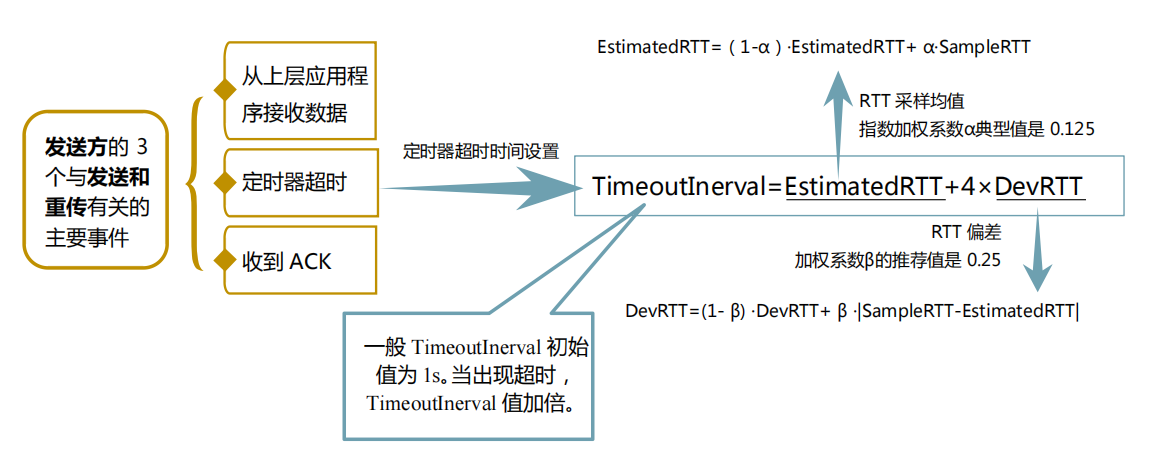 发送方的 3
个与发送和
重传有关的
主要事件
从上层应用程
序接收数据
定时器超时
收到 ACK
定时器超时时间设置
EstimatedRTT=（1-α）·EstimatedRTT+ α·SampleRTT
RTT 采样均值
指数加权系数α典型值是 0.125
TimeoutInerval=EstimatedRTT+4×DevRTT
RTT 偏差
加权系数β的推荐值是 0.25
DevRTT=(1- β) ·DevRTT+ β ·|SampleRTT-EstimatedRTT|
一般 TimeoutInerval 初始
值为 1s。当出现超时，
TimeoutInerval 值加倍。